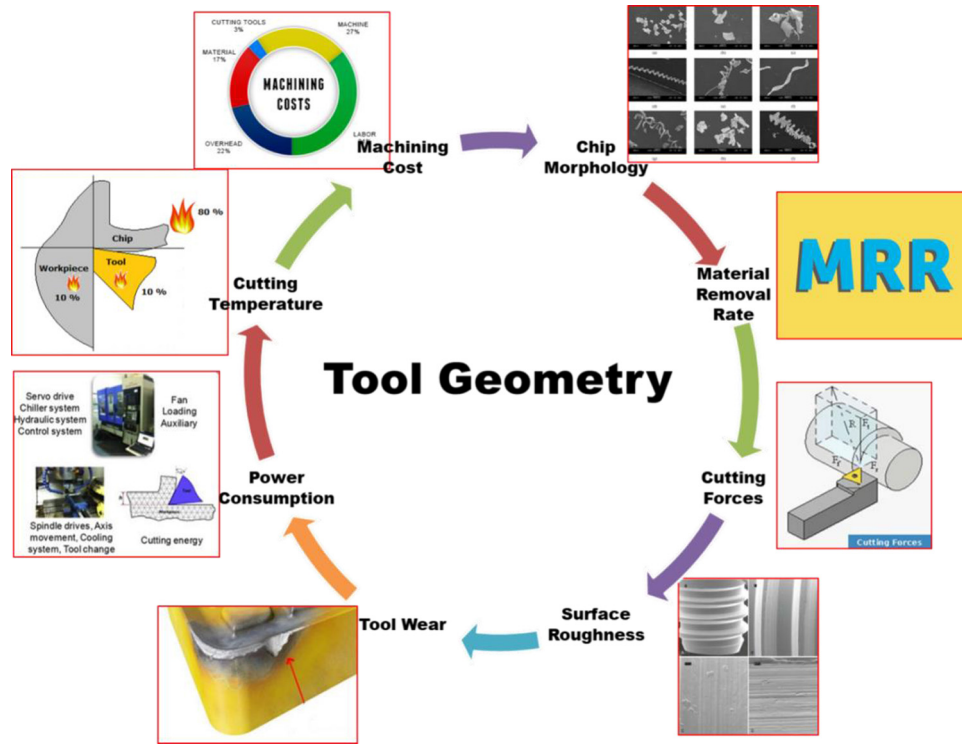 CUTTING TOOLS
3%
MACHINE
27%
MATERIAL
17%
MACHINING
COSTS
OVERHEAD
22%
LABOR
Machining
Cost
Chip
Morphology
80 %
Chip
Workpiece
10 %
Tool
10 %
Cutting
Temperature
Material
Removal
Rate
MRR
Tool Geometry
Servo drive
Chiller system
Hydraulic system
Control system
Fan
Loading
Auxiliary
Spindle drives, Axis
movement, Cooling
system, Tool change
Cutting energy
Power
Consumption
Cutting
Forces
R
Cutting Forces
Tool Wear
Surface
Roughness